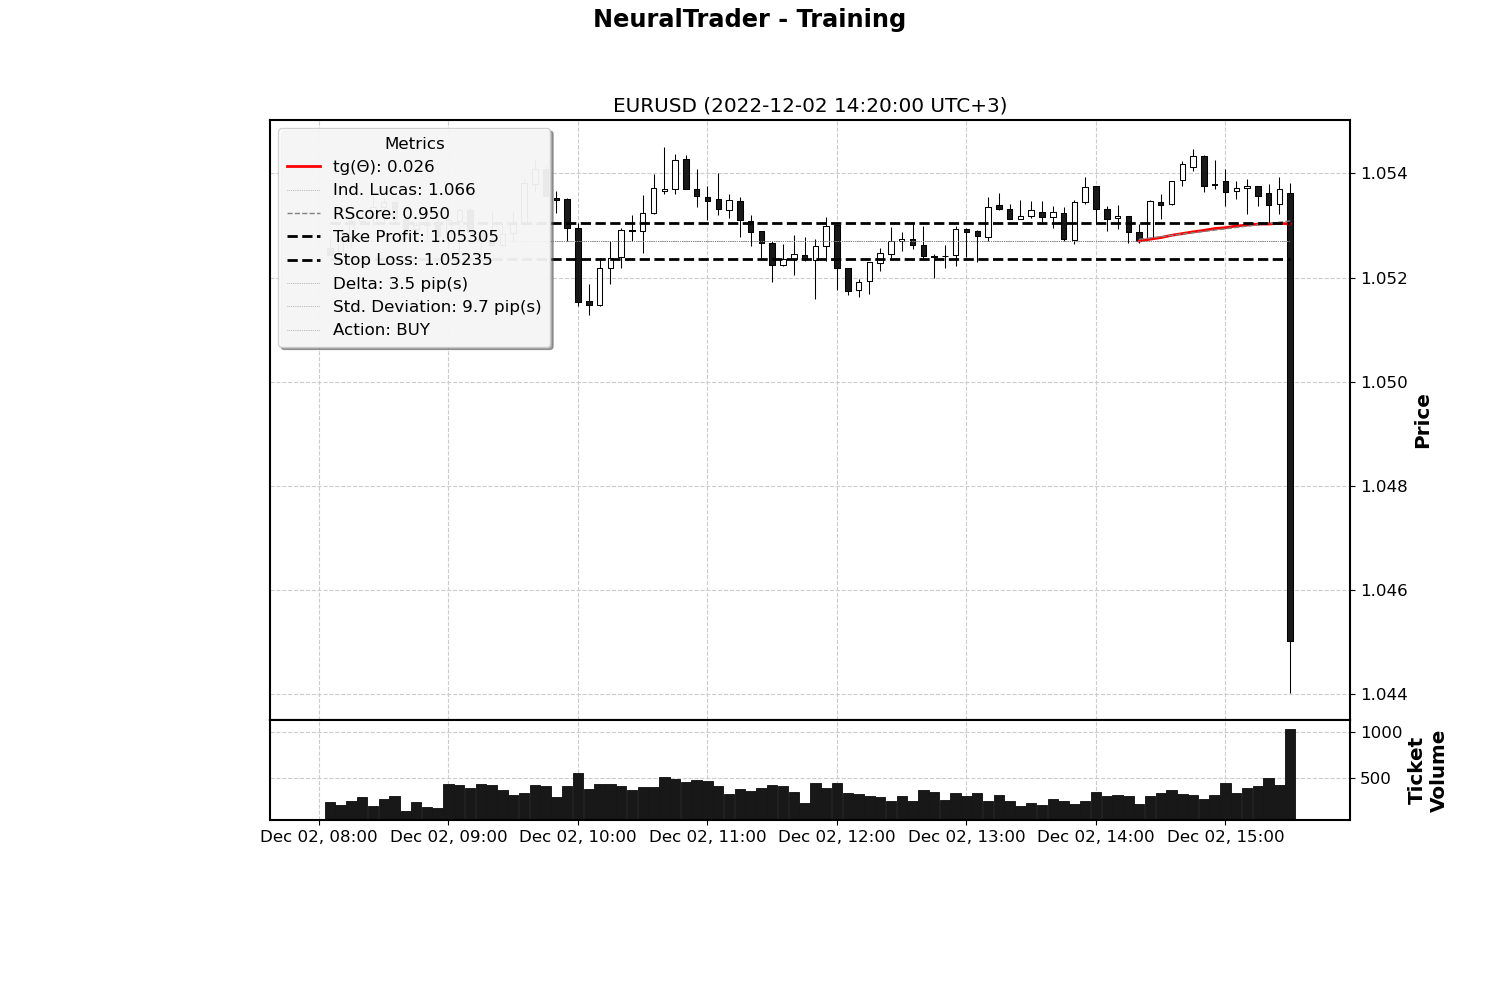 NeuralTrader - Training
EURUSD (2022-12-02 14:20:00 UTC+3)
Metrics
tg(Θ): 0.026
Ind. Lucas: 1.066
RScore: 0.950
Take Profit: 1.05305
Stop Loss: 1.05235
Delta: 3.5 pip(s)
Std. Deviation: 9.7 pip(s)
Action: BUY
1.054
1.052
1.050
1.048
1.046
1.044
Price
1000
500
Ticket
Volume
Dec 02, 08:00
Dec 02, 09:00
Dec 02, 10:00
Dec 02, 11:00
Dec 02, 12:00
Dec 02, 13:00
Dec 02, 14:00
Dec 02, 15:00